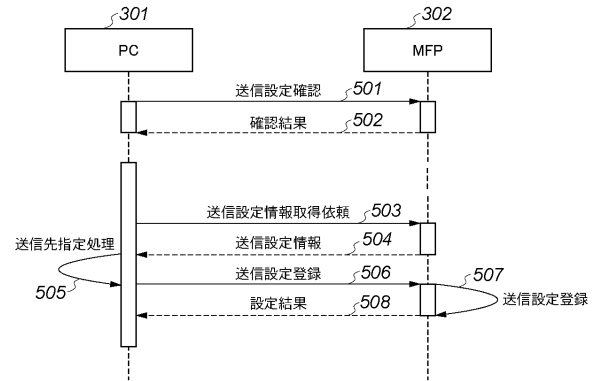 301
302
PC
MFP
送信設定確認
501
確認結果
502
送信設定情報取得依頼
503
送信設定情報
504
送信先指定処理
505
送信設定登録
506
507
送信設定登録
設定結果
508